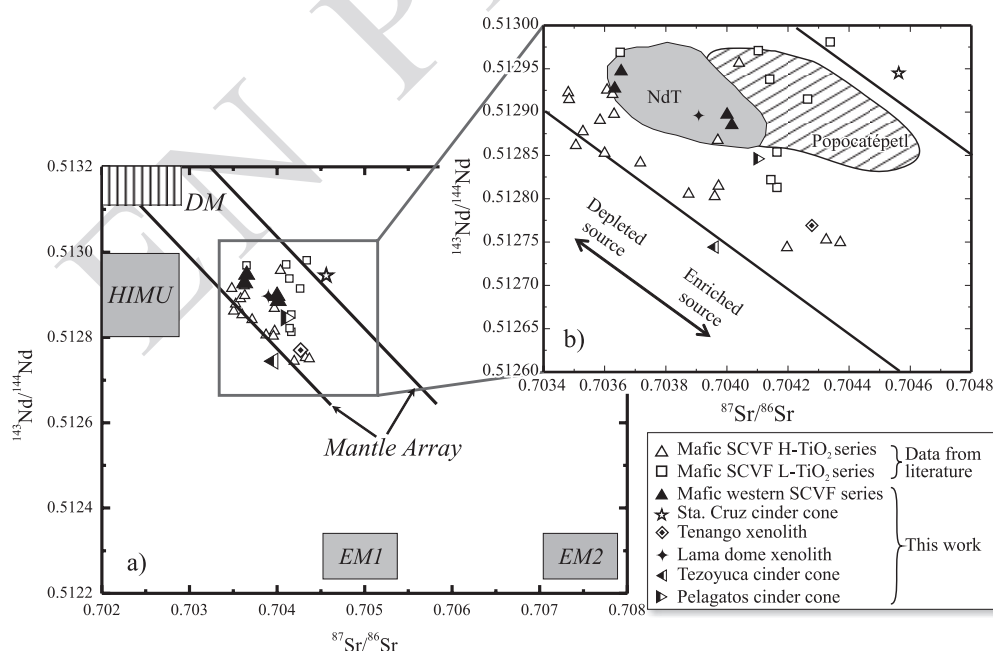 EN P
0.51300
0.51295
0.51290
0.51285
0.51280
0.51275
0.51270
0.51265
0.51260
0.7034 0.7036 0.7038 0.7040 0.7042 0.7044 0.7046 0.7048
¹⁴³Nd/¹⁴⁴Nd
⁸⁷Sr/⁸⁶Sr
NdT
Popocatépetl
Depleted
source
Enriched
source
b)
0.5132
0.5130
0.5128
0.5126
0.5124
0.5122
0.702 0.703 0.704 0.705 0.706 0.707 0.708
¹⁴³Nd/¹⁴⁴Nd
⁸⁷Sr/⁸⁶Sr
DM
HIMU
Mantle Array
EM1
EM2
a)
Mafic SCVF H-TiO₂ series
Mafic SCVF L-TiO₂ series
Data from
literature
Mafic western SCVF series
Sta. Cruz cinder cone
Tenango xenolith
Lama dome xenolith
Tezoyuca cinder cone
Pelagatos cinder cone
This work